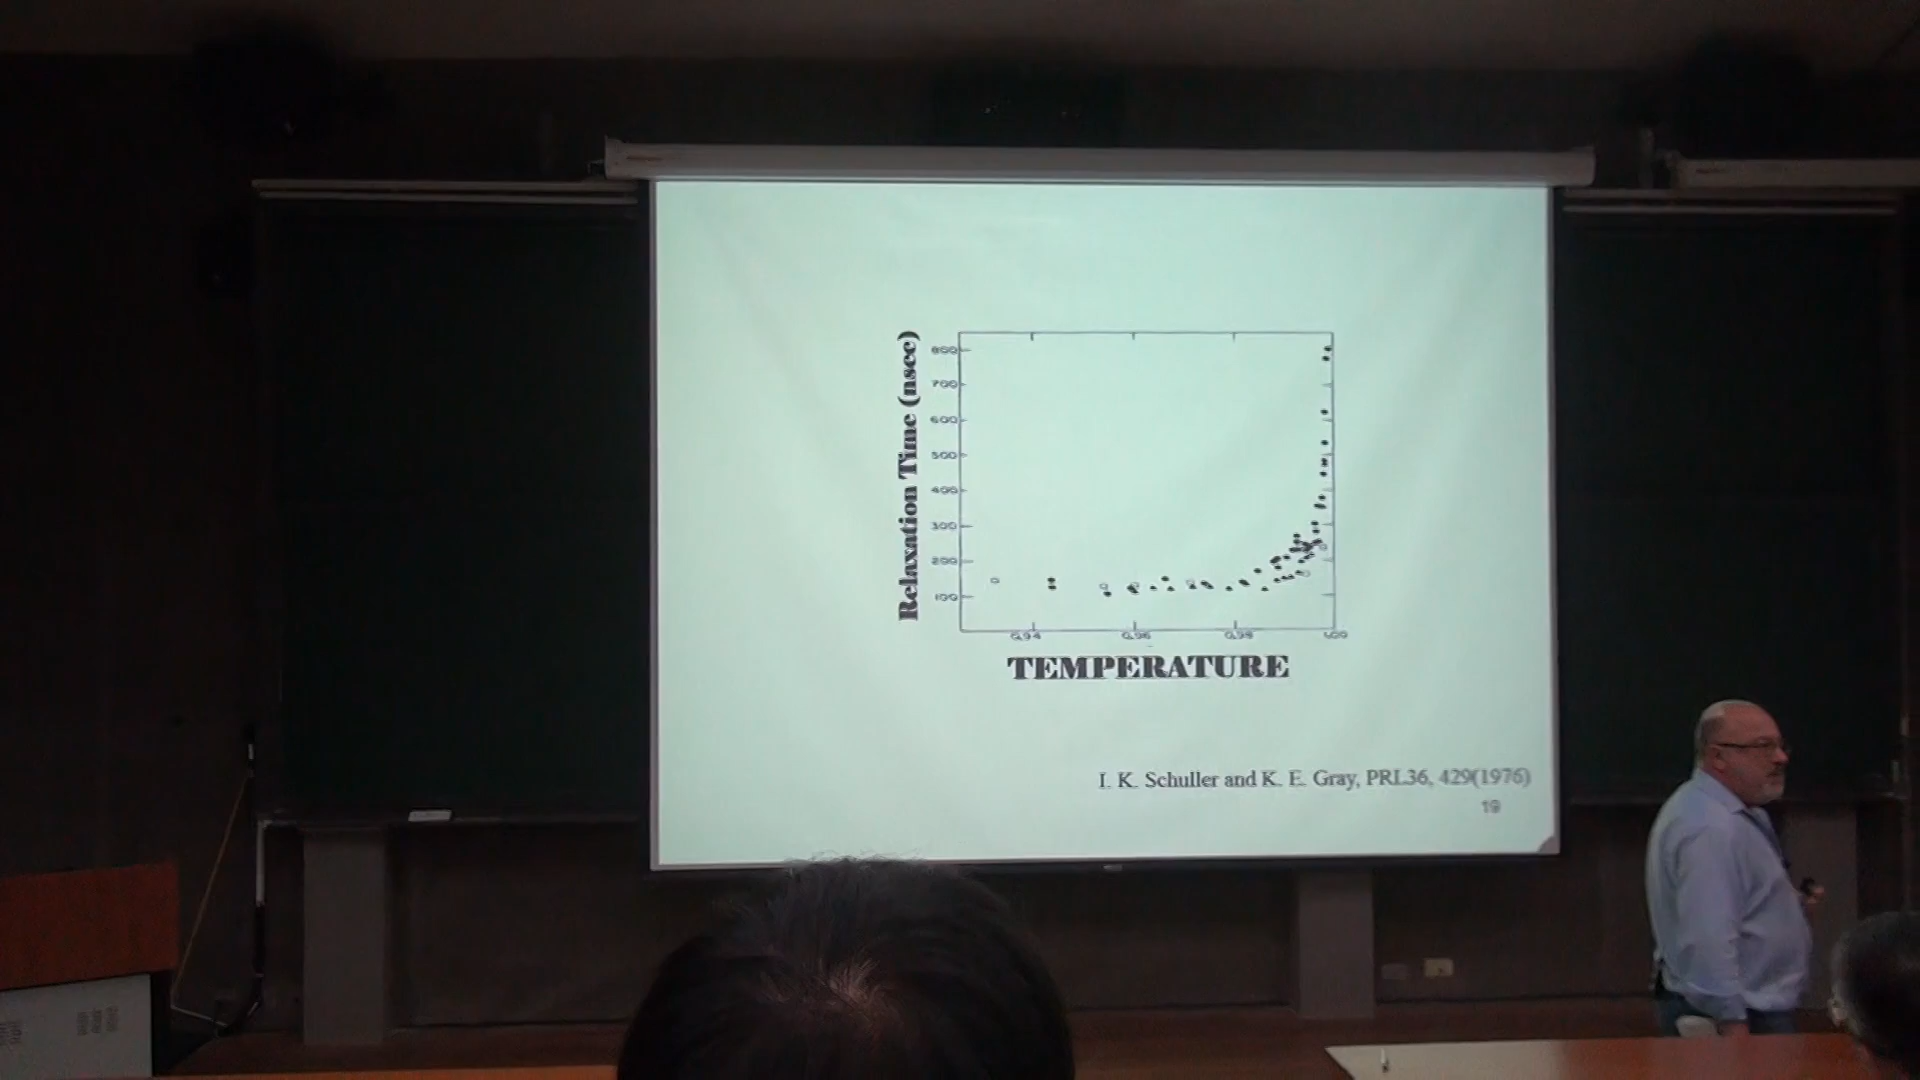 Relaxation Time (nsec)
800
700
600
500
400
300
200
100
0.94 0.96 0.98 1.00
TEMPERATURE
I. K. Schuller and K. E. Gray, PRL36, 429(1976)
19